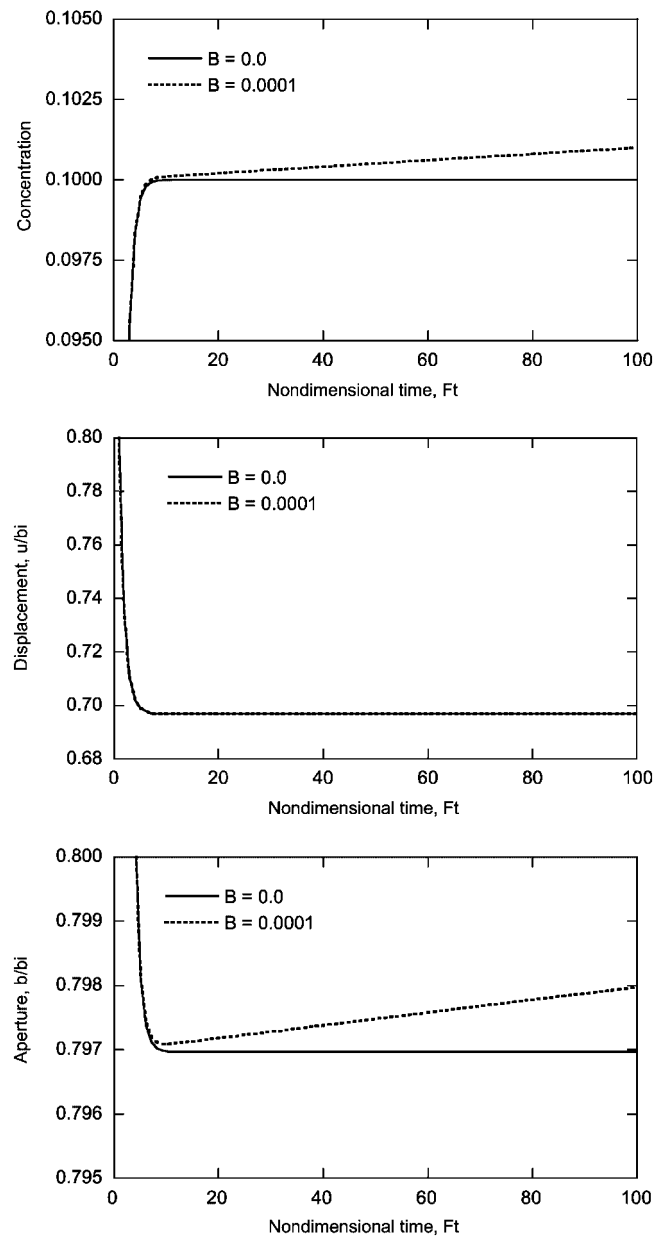 0.1050
B = 0.0
0.1025
B = 0.0001
Concentration
0.1000
0.0975
0.0950
0 20 40 60 80 100
Nondimensional time, Ft
0.80
B = 0.0
0.78
B = 0.0001
0.76
Displacement, u/bi
0.74
0.72
0.70
0.68
0 20 40 60 80 100
Nondimensional time, Ft
0.800
B = 0.0
0.799
B = 0.0001
0.798
Aperture, b/bi
0.797
0.796
0.795
0 20 40 60 80 100
Nondimensional time, Ft